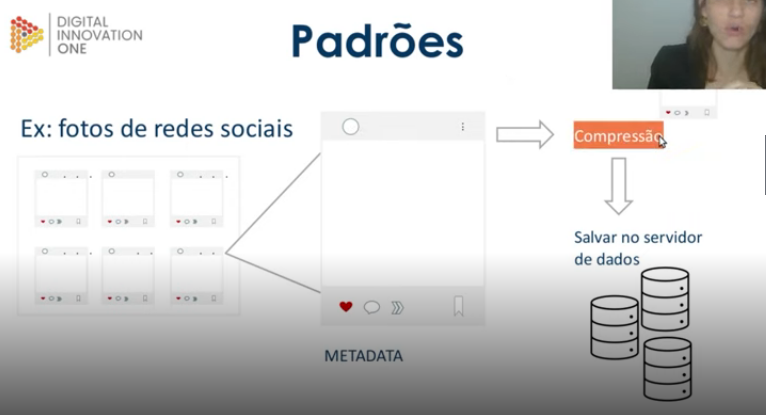 DIGITAL
INNOVATION
ONE
Padrões
Ex: fotos de redes sociais
Compressão
Salvar no servidor
de dados
METADATA